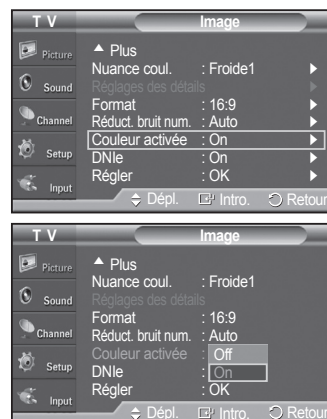 T V
Image
Picture
Sound
Channel
Setup
Input
Plus
Nuance coul. : Froide1
Réglages des détails
Format : 16:9
Réduct. bruit num. : Auto
Couleur activée : On
DNIe : On
Régler : OK
Dépl. Intro. Retour
T V
Image
Picture
Sound
Channel
Setup
Input
Plus
Nuance coul. : Froide1
Réglages des détails
Format : 16:9
Réduct. bruit num. : Auto
Couleur activée : Off
DNIe : On
Régler : OK
Dépl. Intro. Retour